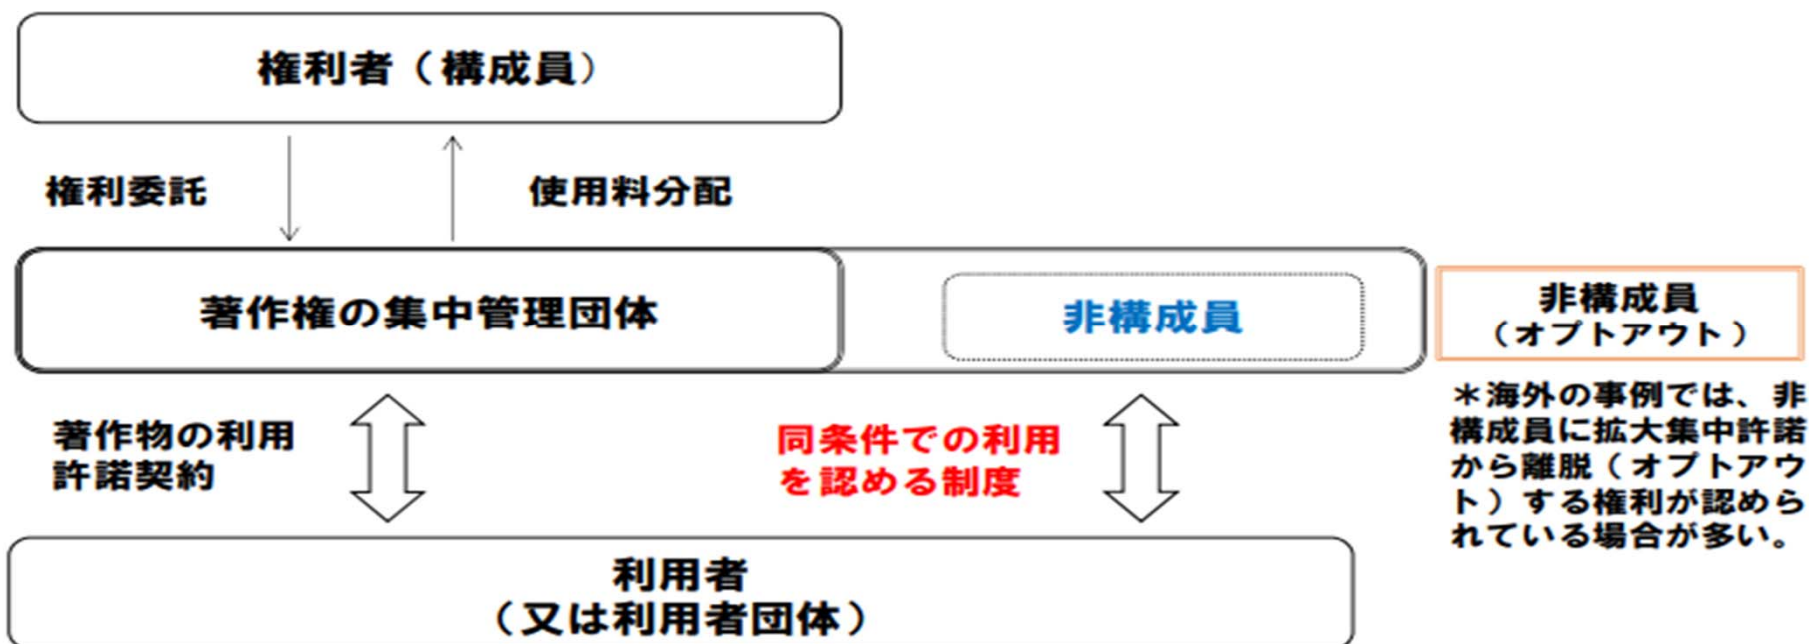 権利者（構成員）
権利委託
使用料分配
著作権の集中管理団体
非構成員
非構成員
（オプトアウト）
著作物の利用
許諾契約
同条件での利用
を認める制度
＊海外の事例では、非
構成員に拡大集中許諾
から離脱（オプトアウ
ト）する権利が認めら
れている場合が多い。
利用者
（又は利用者団体）